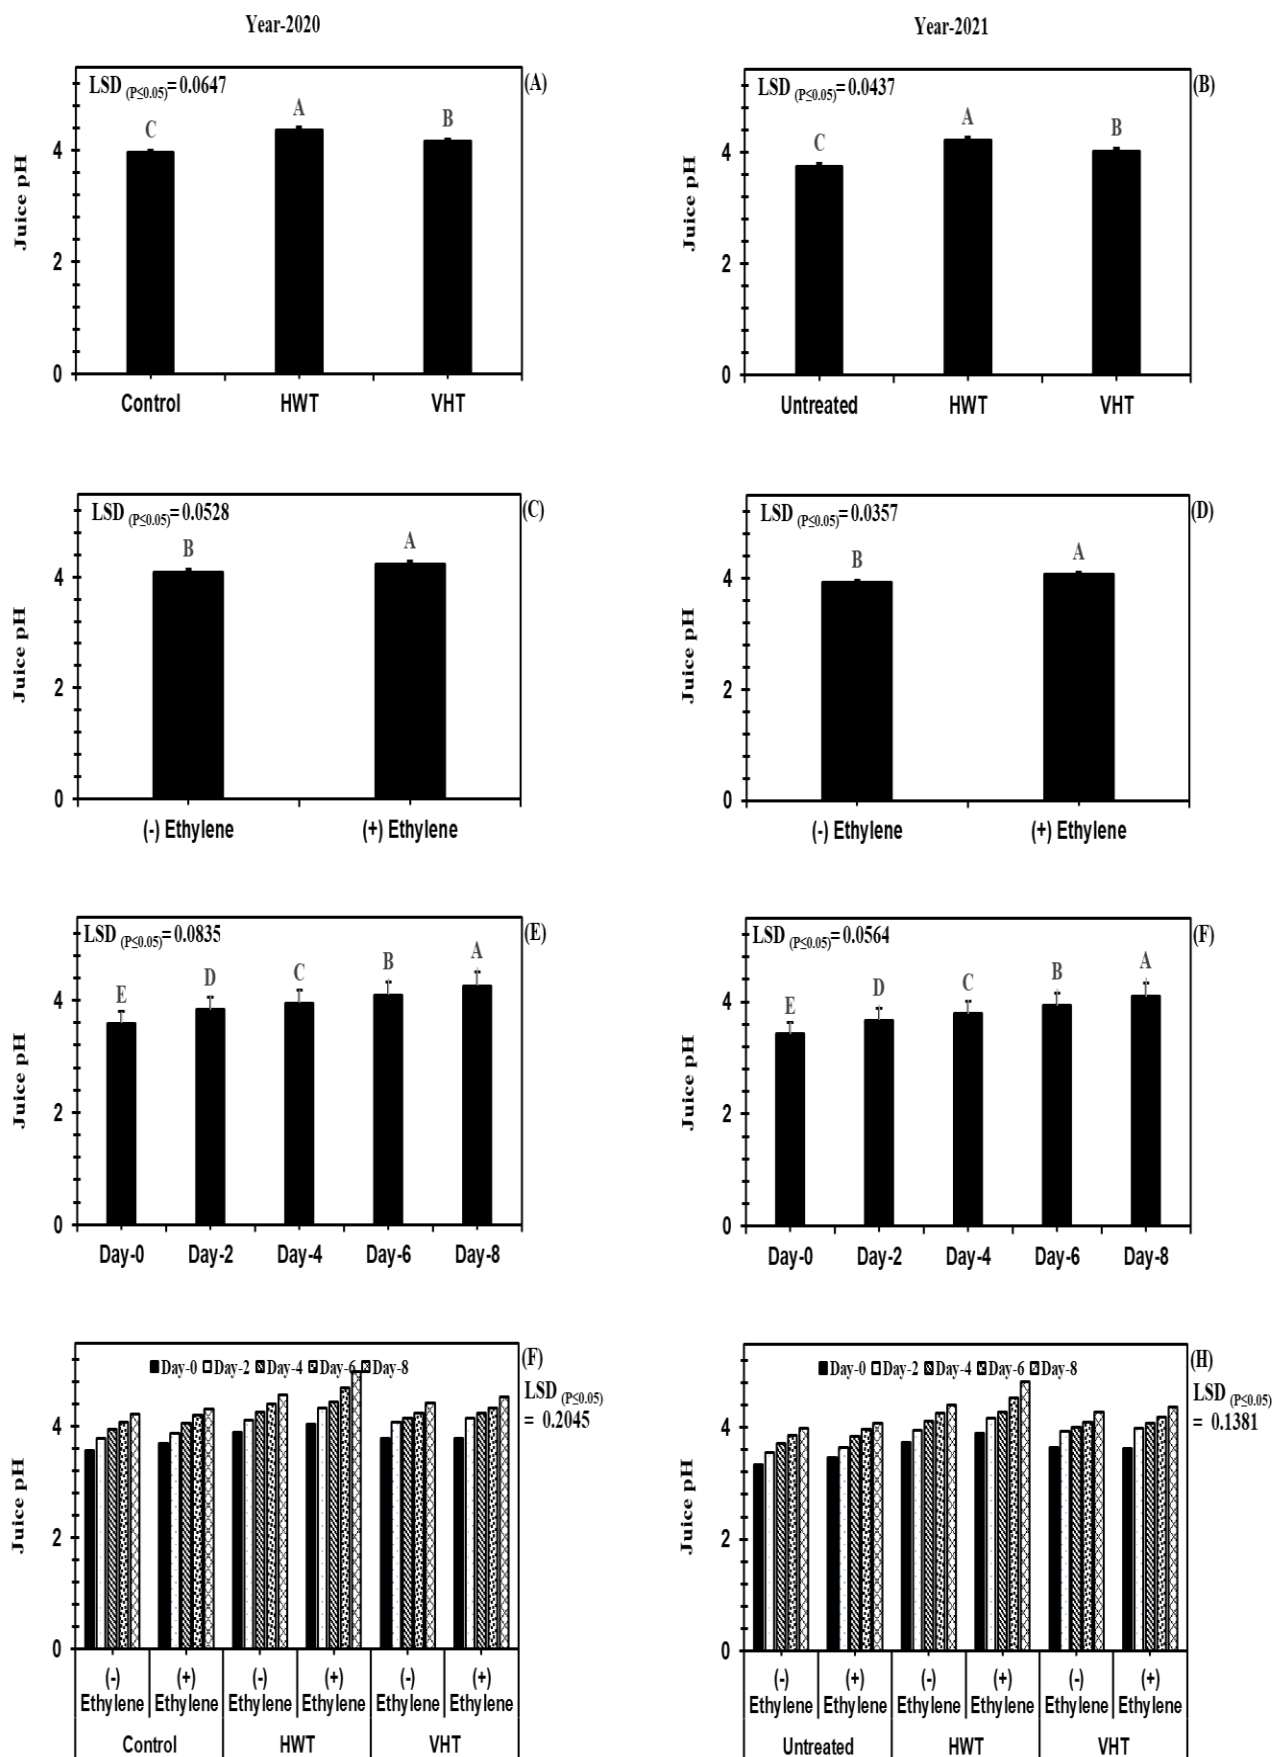 Year-2020
Year-2021
LSD (P≤0.05)= 0.0647
(A)
C
A
B
Juice pH
4
2
0
Control
HWT
VHT
LSD (P≤0.05)= 0.0437
(B)
C
A
B
Juice pH
4
2
0
Untreated
HWT
VHT
LSD (P≤0.05)= 0.0528
(C)
B
A
Juice pH
4
2
0
(-) Ethylene
(+) Ethylene
LSD (P≤0.05)= 0.0357
(D)
B
A
Juice pH
4
2
0
(-) Ethylene
(+) Ethylene
LSD (P≤0.05)= 0.0835
(E)
E
D
C
B
A
Juice pH
4
2
0
Day-0
Day-2
Day-4
Day-6
Day-8
LSD (P≤0.05)= 0.0564
(F)
E
D
C
B
A
Juice pH
4
2
0
Day-0
Day-2
Day-4
Day-6
Day-8
Day-0 Day-2 Day-4 Day-6 Day-8
(F)
LSD (P≤0.05)
= 0.2045
Juice pH
4
2
0
(-) (+) (-) (+) (-) (+)
Ethylene Ethylene Ethylene Ethylene Ethylene Ethylene
Control HWT VHT
Day-0 Day-2 Day-4 Day-6 Day-8
(H)
LSD (P≤0.05)
= 0.1381
Juice pH
4
2
0
(-) (+) (-) (+) (-) (+)
Ethylene Ethylene Ethylene Ethylene Ethylene Ethylene
Untreated HWT VHT